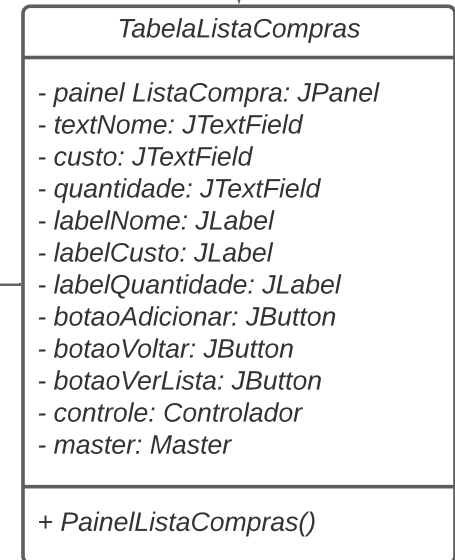 TabelaListaCompras
- painel ListaCompra: JPanel
- textNome: JTextField
- custo: JTextField
- quantidade: JTextField
- labelNome: JLabel
- labelCusto: JLabel
- labelQuantidade: JLabel
- botaoAdicionar: JButton
- botaoVoltar: JButton
- botaoVerLista: JButton
- controle: Controlador
- master: Master
+ PainelListaCompras()